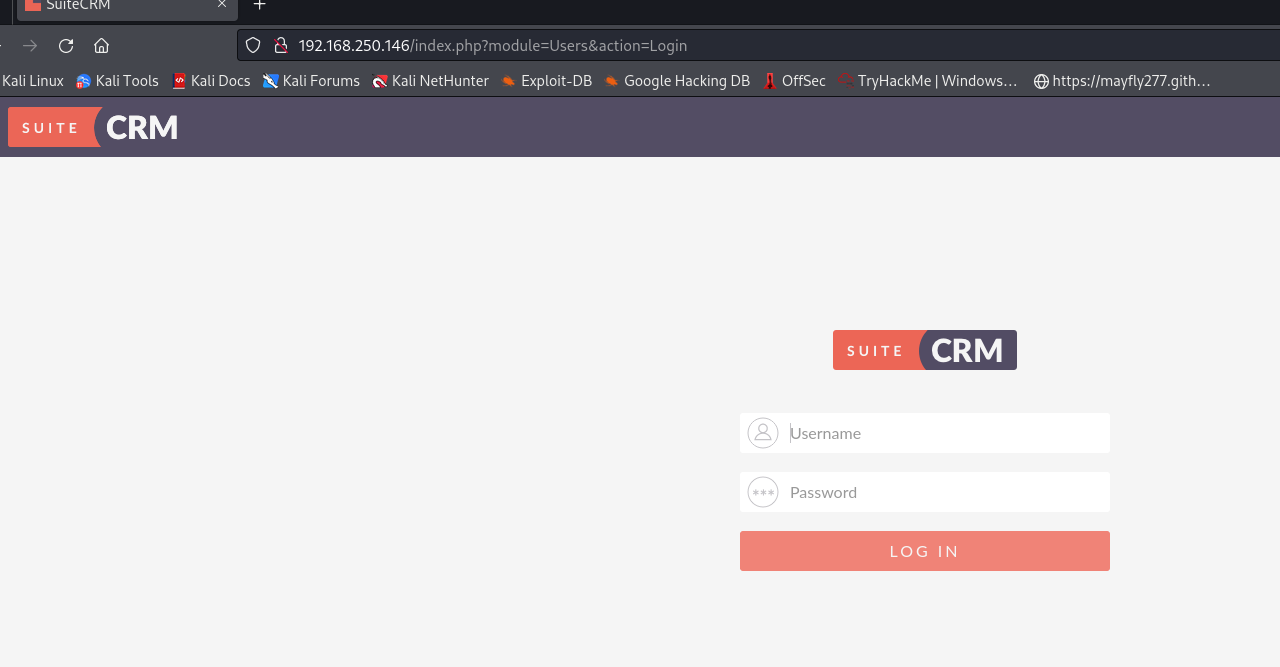 SuiteCRM
192.168.250.146/index.php?module=Users&action=Login
Kali Linux Kali Tools Kali Docs Kali Forums Kali NetHunter Exploit-DB Google Hacking DB OffSec TryHackMe | Windows… https://mayfly277.gith…
SUITE CRM
SUITE CRM
Username
*** Password
LOG IN